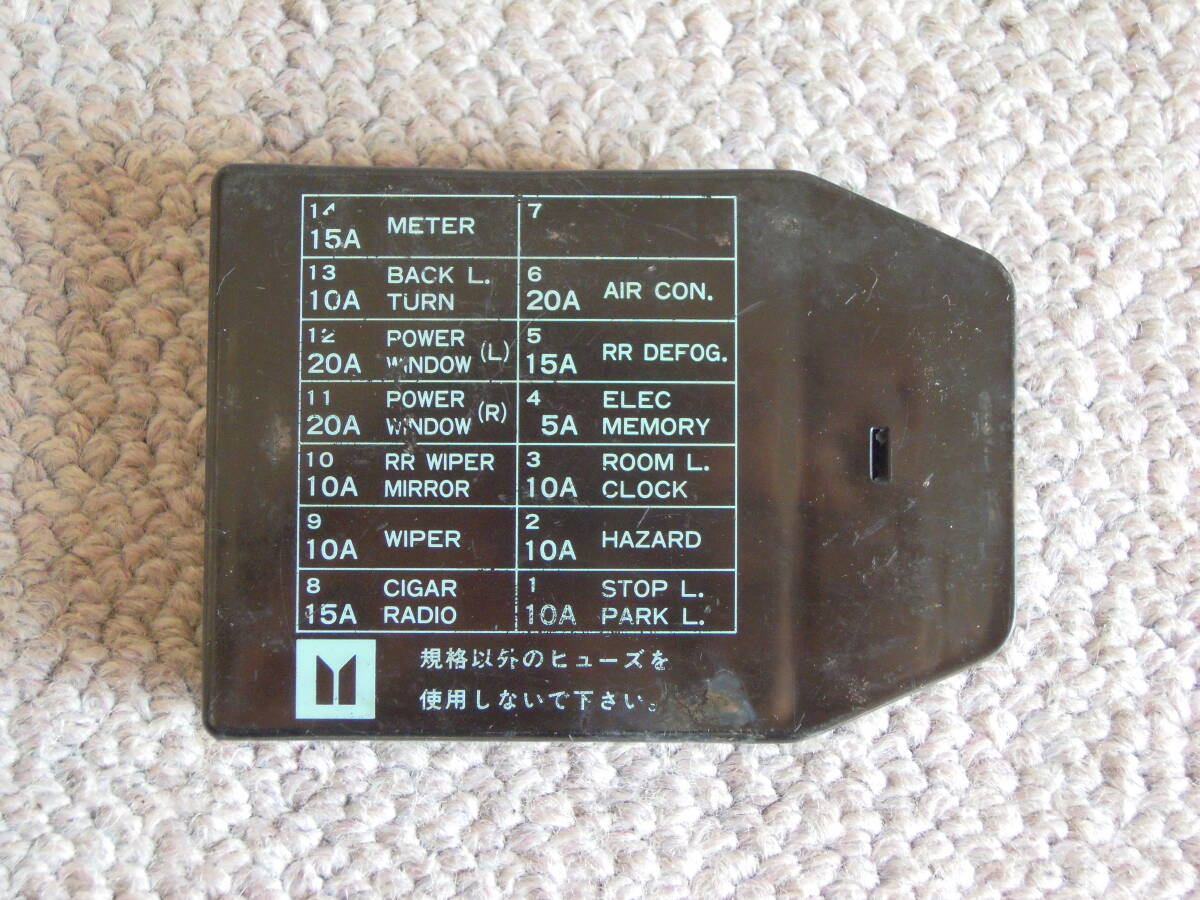 14 METER 7
15A
13 BACK L. 6 AIR CON.
10A TURN 20A
12 POWER (L) 5 RR DEFOG.
20A WINDOW 15A
11 POWER (R) 4 ELEC
20A WINDOW 5A MEMORY
10 RR WIPER 3 ROOM L.
10A MIRROR 10A CLOCK
9 WIPER 2 HAZARD
10A 10A
8 CIGAR 1 STOP L.
15A RADIO 10A PARK L.
規格以外のヒューズを
使用しないで下さい。